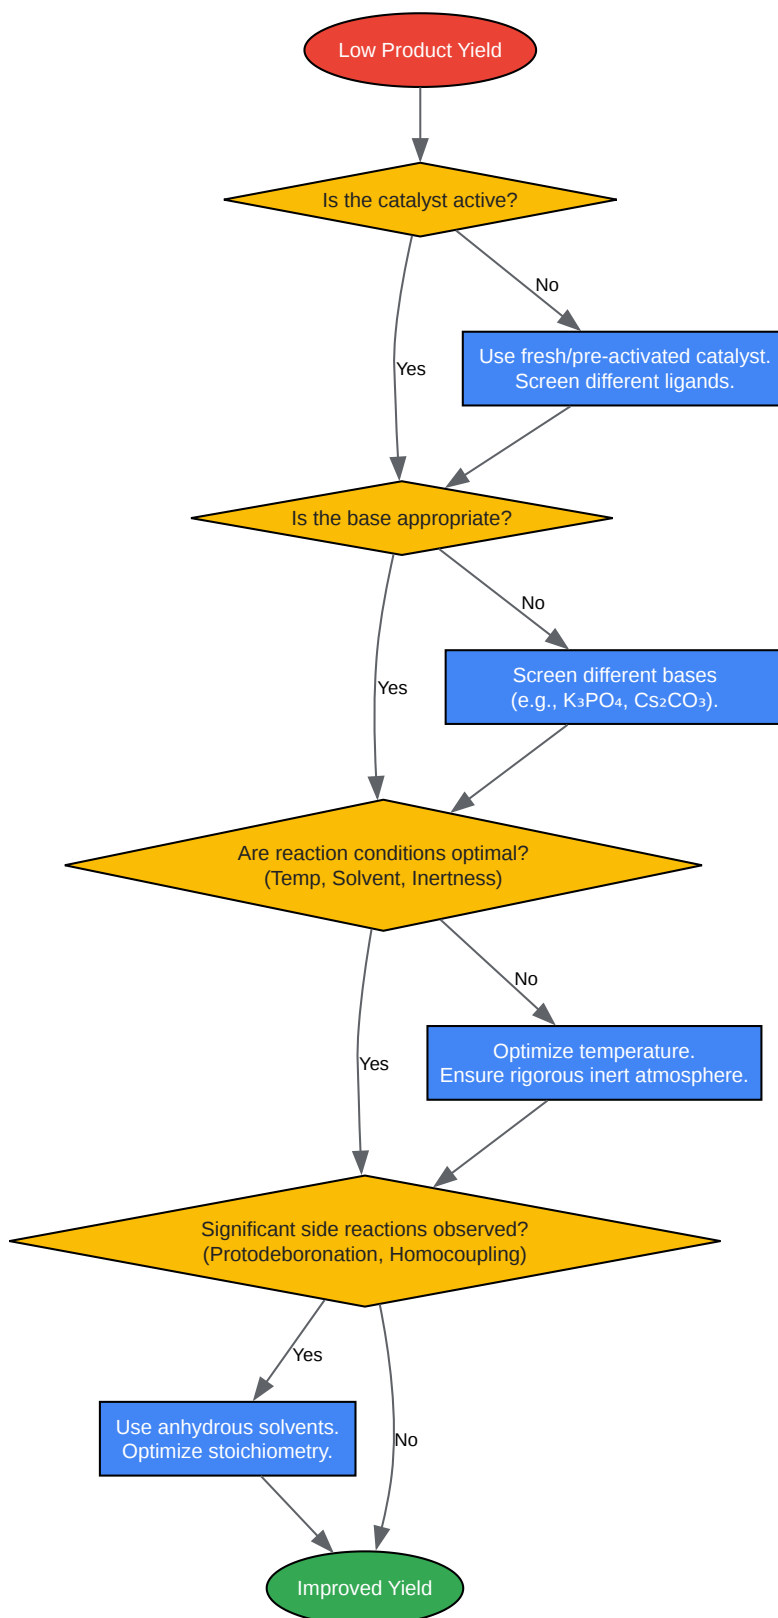 Low Product Yield
Is the catalyst active?
No
Use fresh/pre-activated catalyst.
Screen different ligands.
Yes
Is the base appropriate?
No
Screen different bases
(e.g., K₃PO₄, Cs₂CO₃).
Yes
Are reaction conditions optimal?
(Temp, Solvent, Inertness)
No
Optimize temperature.
Ensure rigorous inert atmosphere.
Yes
Significant side reactions observed?
(Protodeboronation, Homocoupling)
Yes
Use anhydrous solvents.
Optimize stoichiometry.
No
Improved Yield